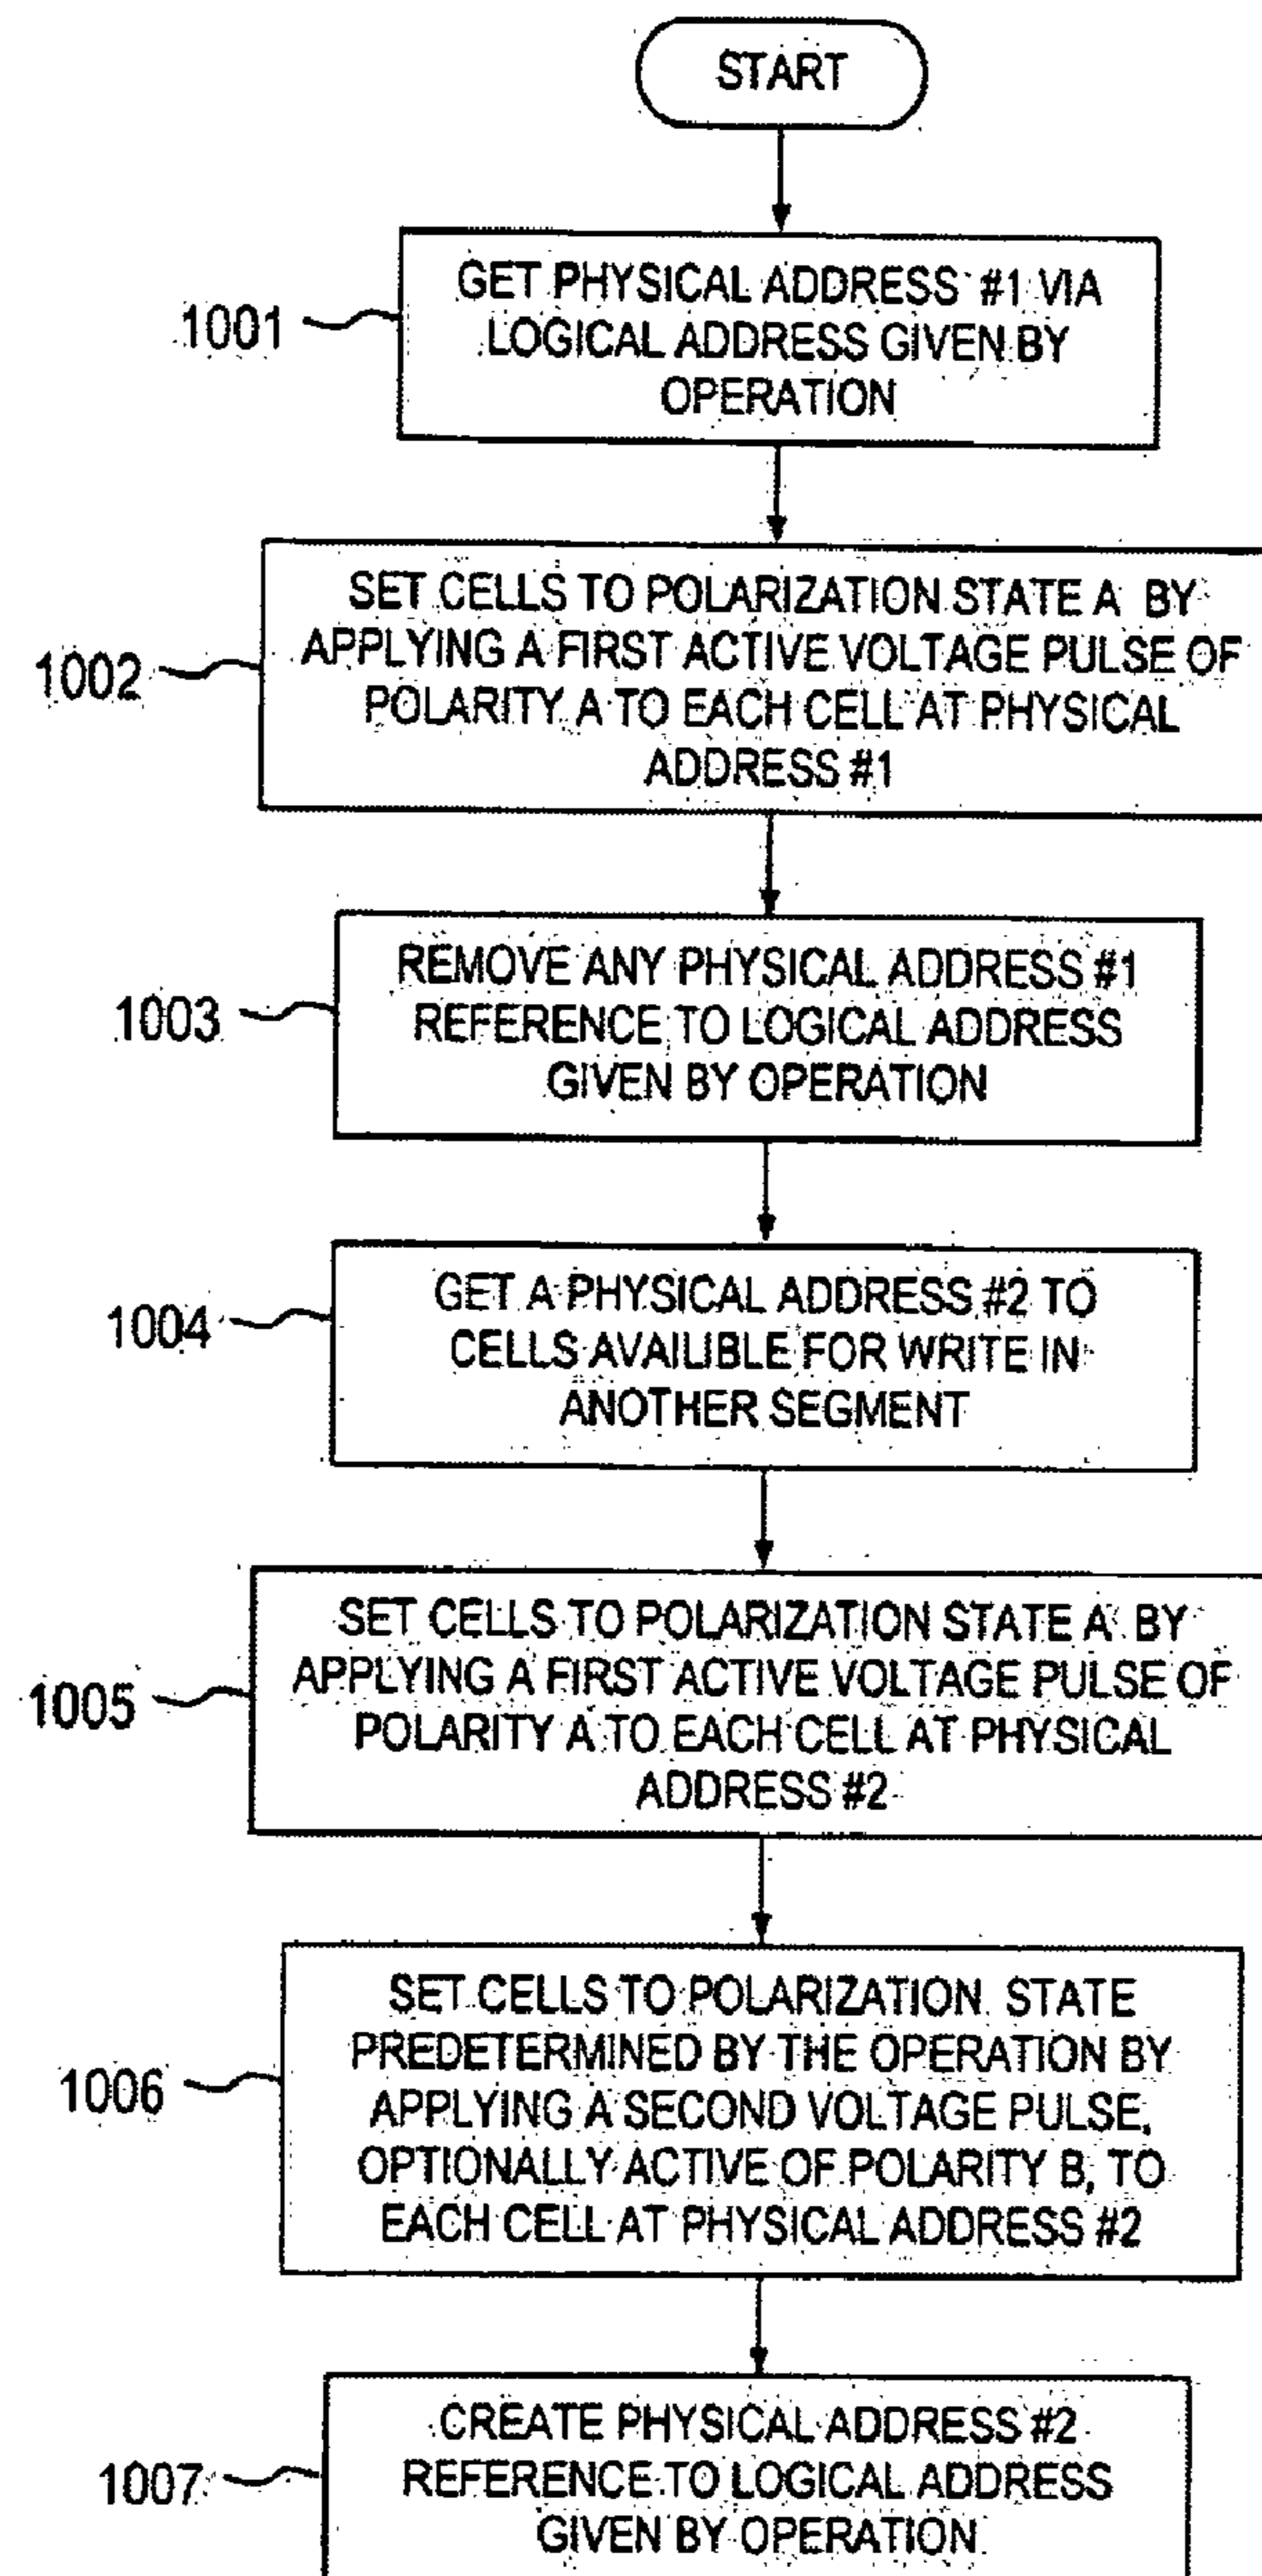 START
1001
GET PHYSICAL ADDRESS #1 VIA
LOGICAL ADDRESS GIVEN BY
OPERATION
1002
SET CELLS TO POLARIZATION STATE A BY
APPLYING A FIRST ACTIVE VOLTAGE PULSE OF
POLARITY A TO EACH CELL AT PHYSICAL
ADDRESS #1
1003
REMOVE ANY PHYSICAL ADDRESS #1
REFERENCE TO LOGICAL ADDRESS
GIVEN BY OPERATION
1004
GET A PHYSICAL ADDRESS #2 TO
CELLS AVAILIBLE FOR WRITE IN
ANOTHER SEGMENT
1005
SET CELLS TO POLARIZATION STATE A BY
APPLYING A FIRST ACTIVE VOLTAGE PULSE OF
POLARITY A TO EACH CELL AT PHYSICAL
ADDRESS #2
1006
SET CELLS TO POLARIZATION STATE
PREDETERMINED BY THE OPERATION BY
APPLYING A SECOND VOLTAGE PULSE,
OPTIONALLY ACTIVE OF POLARITY B, TO
EACH CELL AT PHYSICAL ADDRESS #2
1007
CREATE PHYSICAL ADDRESS #2
REFERENCE TO LOGICAL ADDRESS
GIVEN BY OPERATION